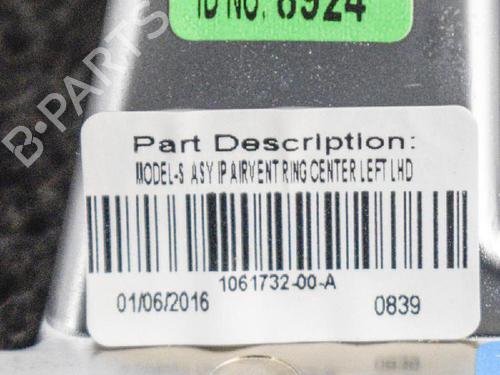 ID NO. 8924
B-PARTS
Part Description:
MODEL-S ASY IP AIRVENT RING CENTER LEFT LHD
1061732-00-A
01/06/2016
0839